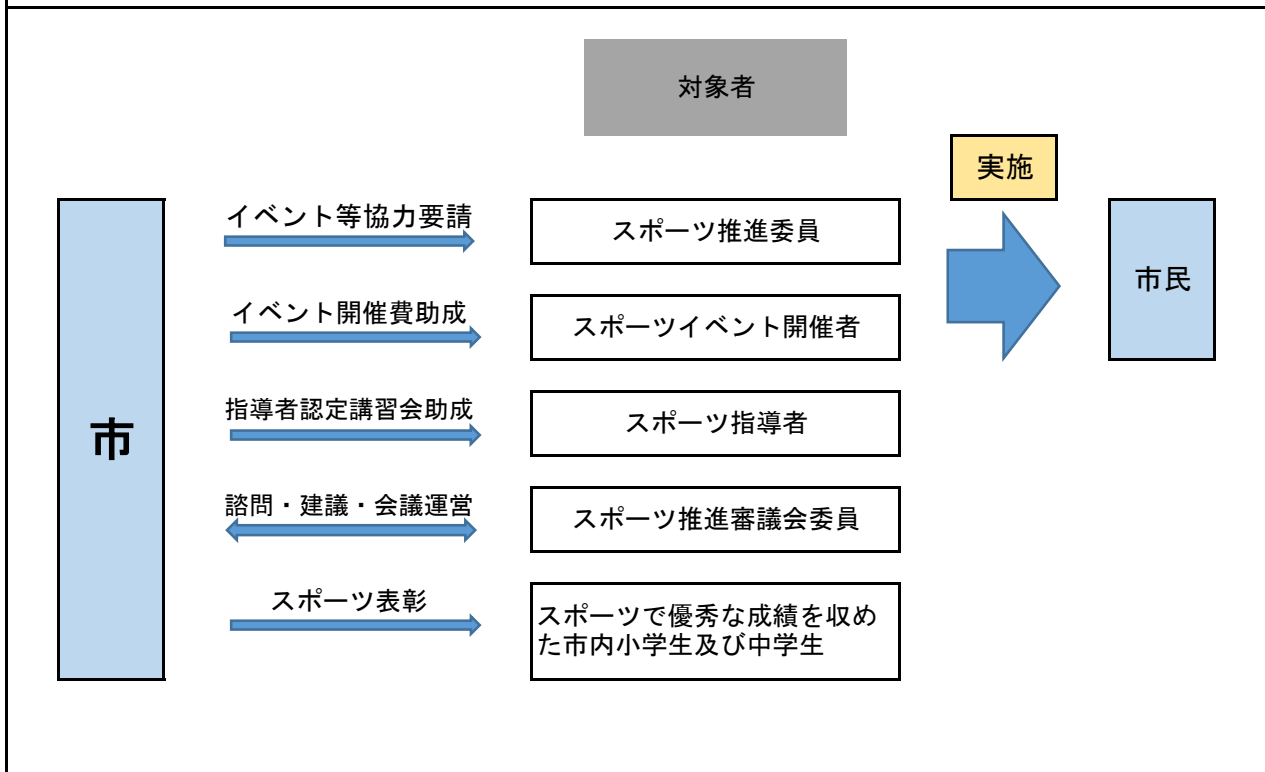 対象者
実施
市
イベント等協力要請
スポーツ推進委員
市民
イベント開催費助成
スポーツイベント開催者
指導者認定講習会助成
スポーツ指導者
諮問・建議・会議運営
スポーツ推進審議会委員
スポーツ表彰
スポーツで優秀な成績を収め
た市内小学生及び中学生